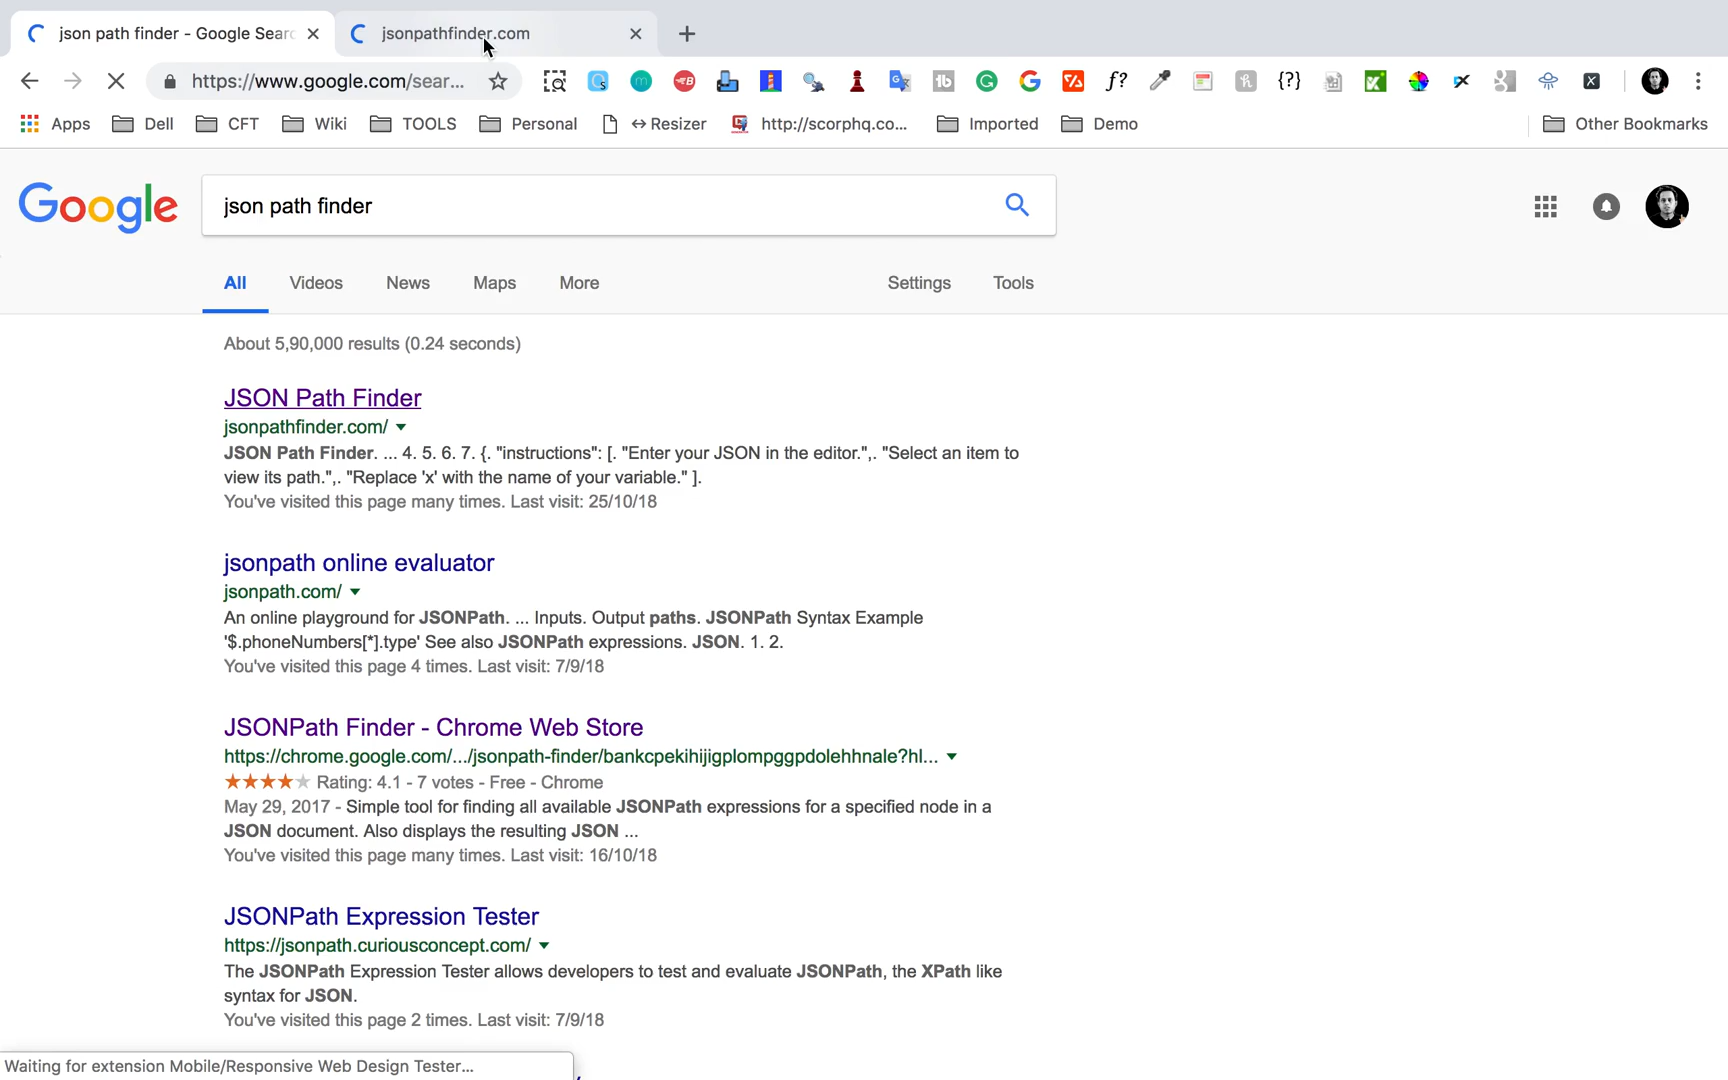 json path finder - Google Searc
jsonpathfinder.com
https://www.google.com/sear...
Apps
Dell
CFT
Wiki
TOOLS
Personal
↔Resizer
http://scorphq.co...
Imported
Demo
Other Bookmarks
Google
json path finder
All
Videos
News
Maps
More
Settings
Tools
About 5,90,000 results (0.24 seconds)
JSON Path Finder
jsonpathfinder.com/
JSON Path Finder. ... 4. 5. 6. 7. {. "instructions": [. "Enter your JSON in the editor.",. "Select an item to
view its path.",. "Replace 'x' with the name of your variable." ].
You've visited this page many times. Last visit: 25/10/18
jsonpath online evaluator
jsonpath.com/
An online playground for JSONPath. ... Inputs. Output paths. JSONPath Syntax Example
'$.phoneNumbers[*].type' See also JSONPath expressions. JSON. 1. 2.
You've visited this page 4 times. Last visit: 7/9/18
JSONPath Finder - Chrome Web Store
https://chrome.google.com/.../jsonpath-finder/bankcpekihijigplompggpdolehhnale?hl...
Rating: 4.1 - 7 votes - Free - Chrome
May 29, 2017 - Simple tool for finding all available JSONPath expressions for a specified node in a
JSON document. Also displays the resulting JSON ...
You've visited this page many times. Last visit: 16/10/18
JSONPath Expression Tester
https://jsonpath.curiousconcept.com/
The JSONPath Expression Tester allows developers to test and evaluate JSONPath, the XPath like
syntax for JSON.
You've visited this page 2 times. Last visit: 7/9/18
Waiting for extension Mobile/Responsive Web Design Tester...